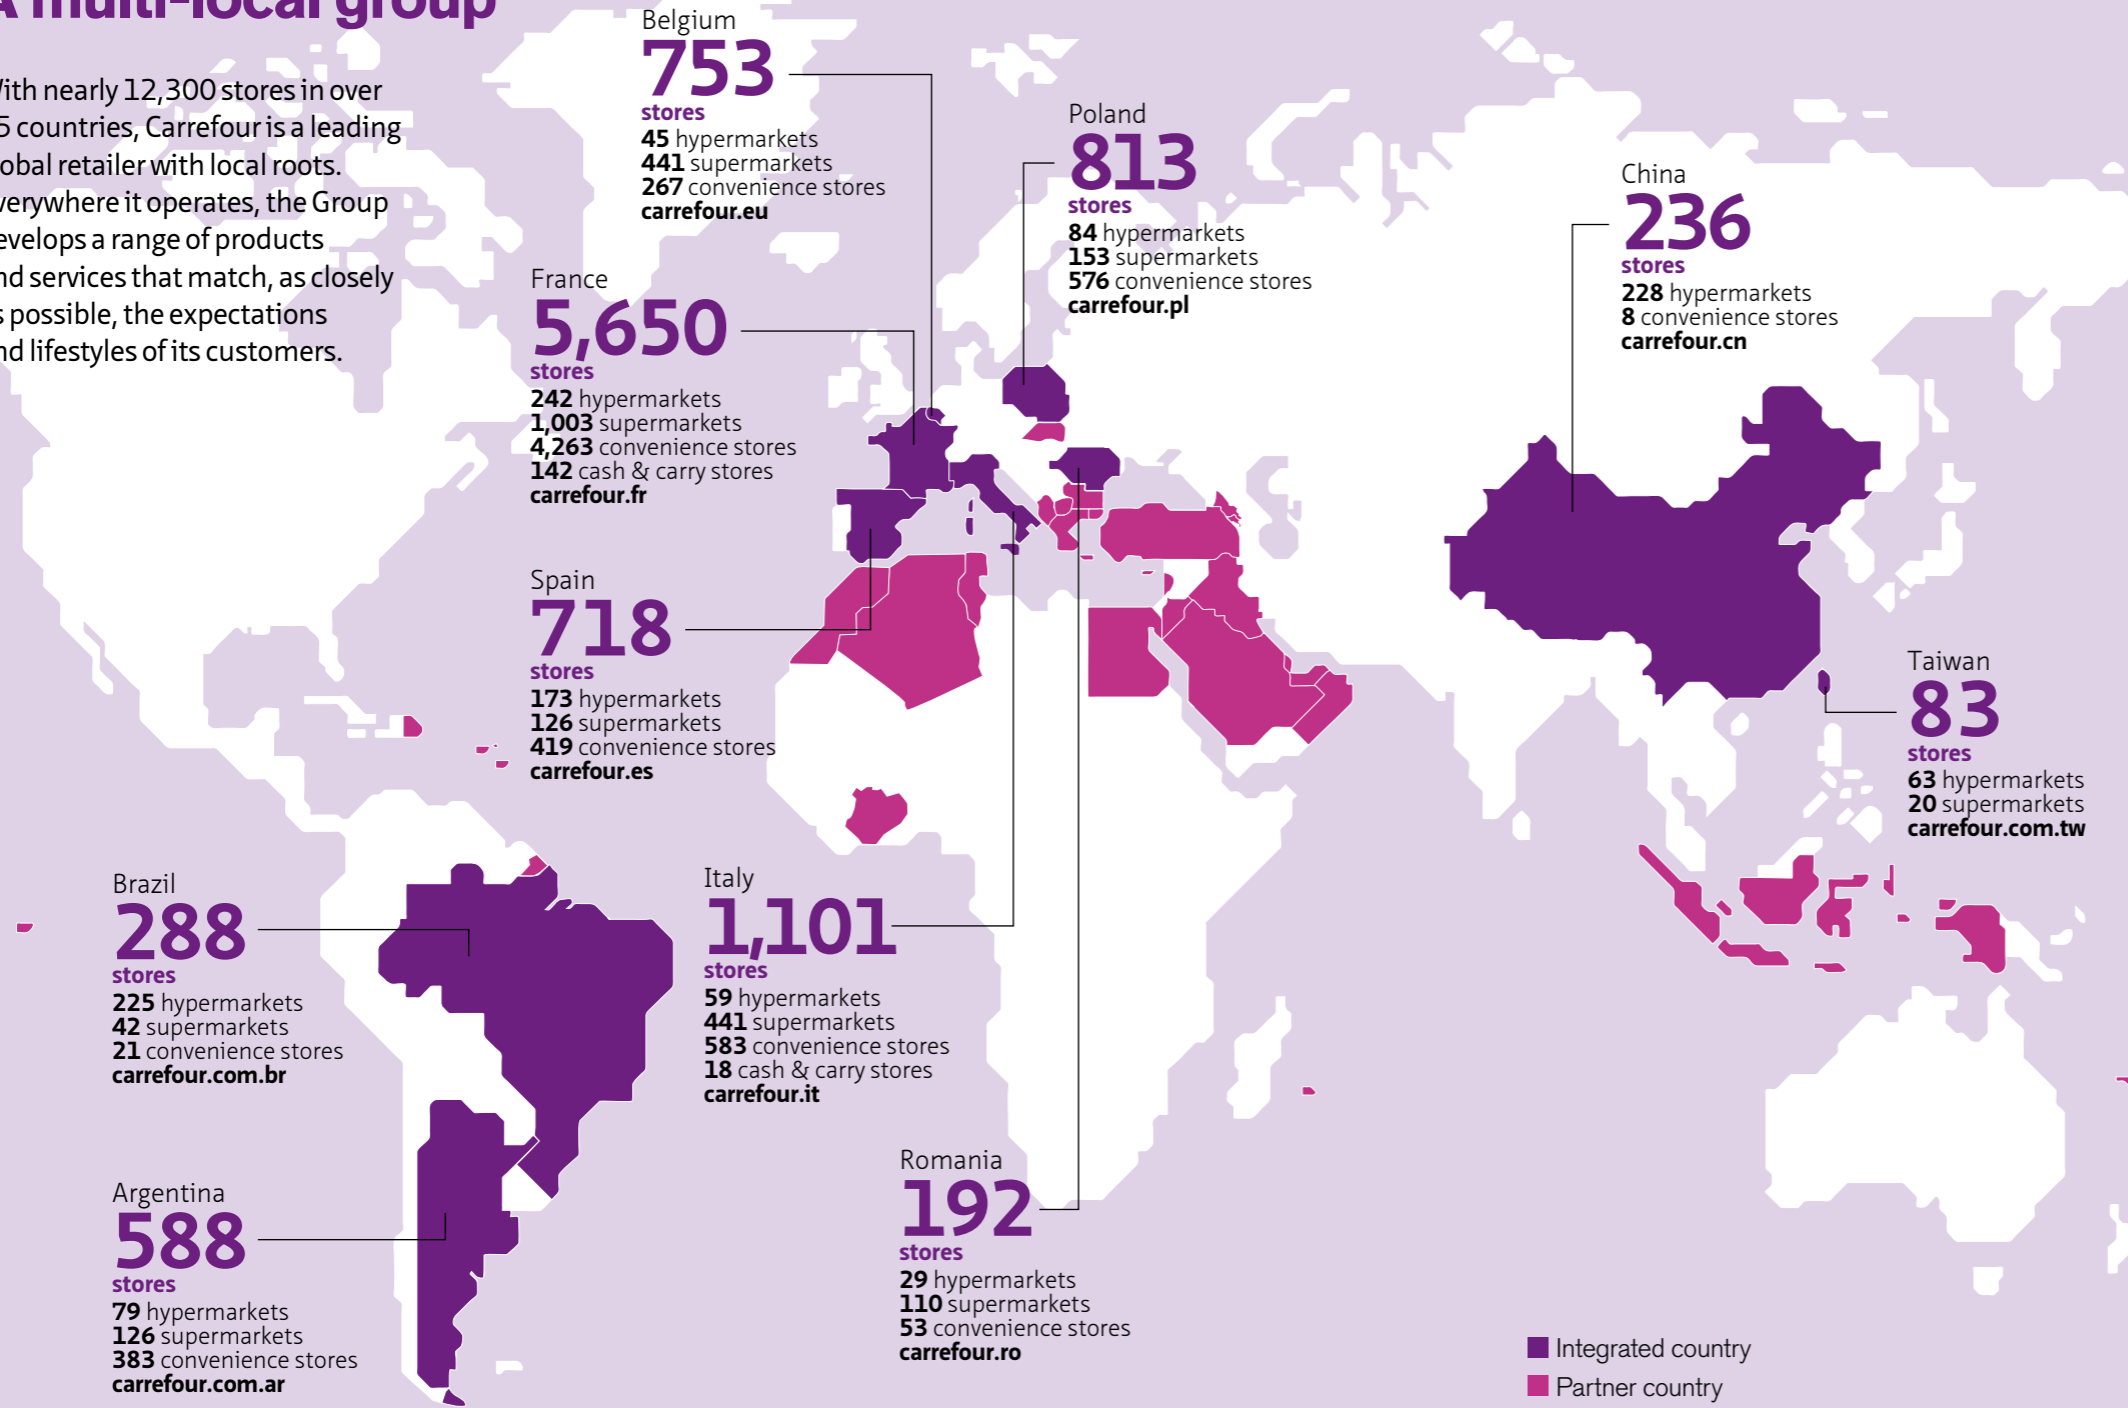 A multi-local group
ith nearly 12,300 stores in over
5 countries, Carrefour is a leading
obal retailer with local roots.
verywhere it operates, the Group
evelops a range of products
nd services that match, as closely
s possible, the expectations
nd lifestyles of its customers.
Belgium
753
stores
45 hypermarkets
441 supermarkets
267 convenience stores
carrefour.eu
Poland
813
stores
84 hypermarkets
153 supermarkets
576 convenience stores
carrefour.pl
China
236
stores
228 hypermarkets
8 convenience stores
carrefour.cn
France
5,650
stores
242 hypermarkets
1,003 supermarkets
4,263 convenience stores
142 cash & carry stores
carrefour.fr
Spain
718
stores
173 hypermarkets
126 supermarkets
419 convenience stores
carrefour.es
Taiwan
83
stores
63 hypermarkets
20 supermarkets
carrefour.com.tw
Brazil
288
stores
225 hypermarkets
42 supermarkets
21 convenience stores
carrefour.com.br
Italy
1,101
stores
59 hypermarkets
441 supermarkets
583 convenience stores
18 cash & carry stores
carrefour.it
Argentina
588
stores
79 hypermarkets
126 supermarkets
383 convenience stores
carrefour.com.ar
Romania
192
stores
29 hypermarkets
110 supermarkets
53 convenience stores
carrefour.ro
Integrated country
Partner country